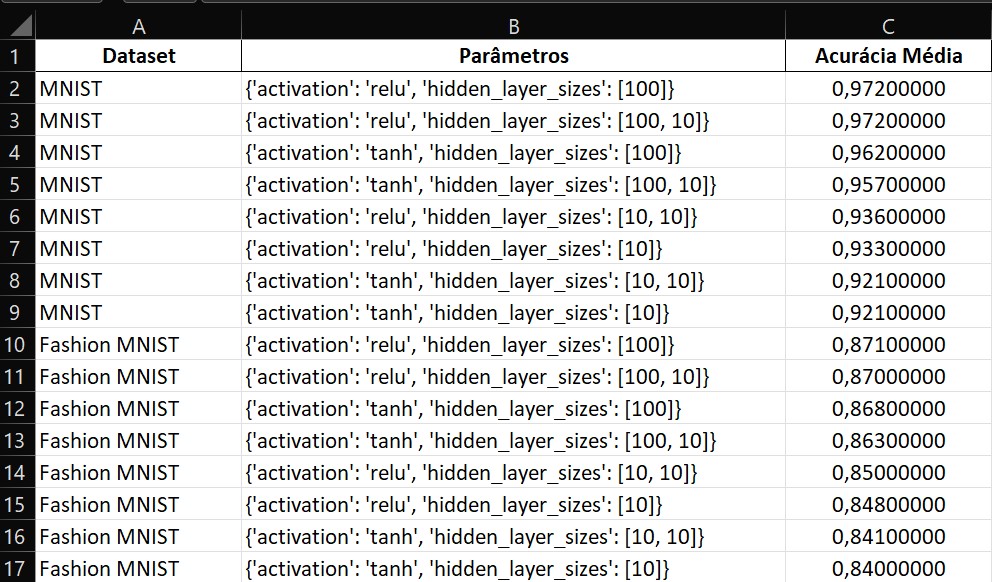 A B C
1 Dataset Parâmetros Acurácia Média
2 MNIST {'activation': 'relu', 'hidden_layer_sizes': [100]} 0,97200000
3 MNIST {'activation': 'relu', 'hidden_layer_sizes': [100, 10]} 0,97200000
4 MNIST {'activation': 'tanh', 'hidden_layer_sizes': [100]} 0,96200000
5 MNIST {'activation': 'tanh', 'hidden_layer_sizes': [100, 10]} 0,95700000
6 MNIST {'activation': 'relu', 'hidden_layer_sizes': [10, 10]} 0,93600000
7 MNIST {'activation': 'relu', 'hidden_layer_sizes': [10]} 0,93300000
8 MNIST {'activation': 'tanh', 'hidden_layer_sizes': [10, 10]} 0,92100000
9 MNIST {'activation': 'tanh', 'hidden_layer_sizes': [10]} 0,92100000
10 Fashion MNIST {'activation': 'relu', 'hidden_layer_sizes': [100]} 0,87100000
11 Fashion MNIST {'activation': 'relu', 'hidden_layer_sizes': [100, 10]} 0,87000000
12 Fashion MNIST {'activation': 'tanh', 'hidden_layer_sizes': [100]} 0,86800000
13 Fashion MNIST {'activation': 'tanh', 'hidden_layer_sizes': [100, 10]} 0,86300000
14 Fashion MNIST {'activation': 'relu', 'hidden_layer_sizes': [10, 10]} 0,85000000
15 Fashion MNIST {'activation': 'relu', 'hidden_layer_sizes': [10]} 0,84800000
16 Fashion MNIST {'activation': 'tanh', 'hidden_layer_sizes': [10, 10]} 0,84100000
17 Fashion MNIST {'activation': 'tanh', 'hidden_layer_sizes': [10]} 0,84000000